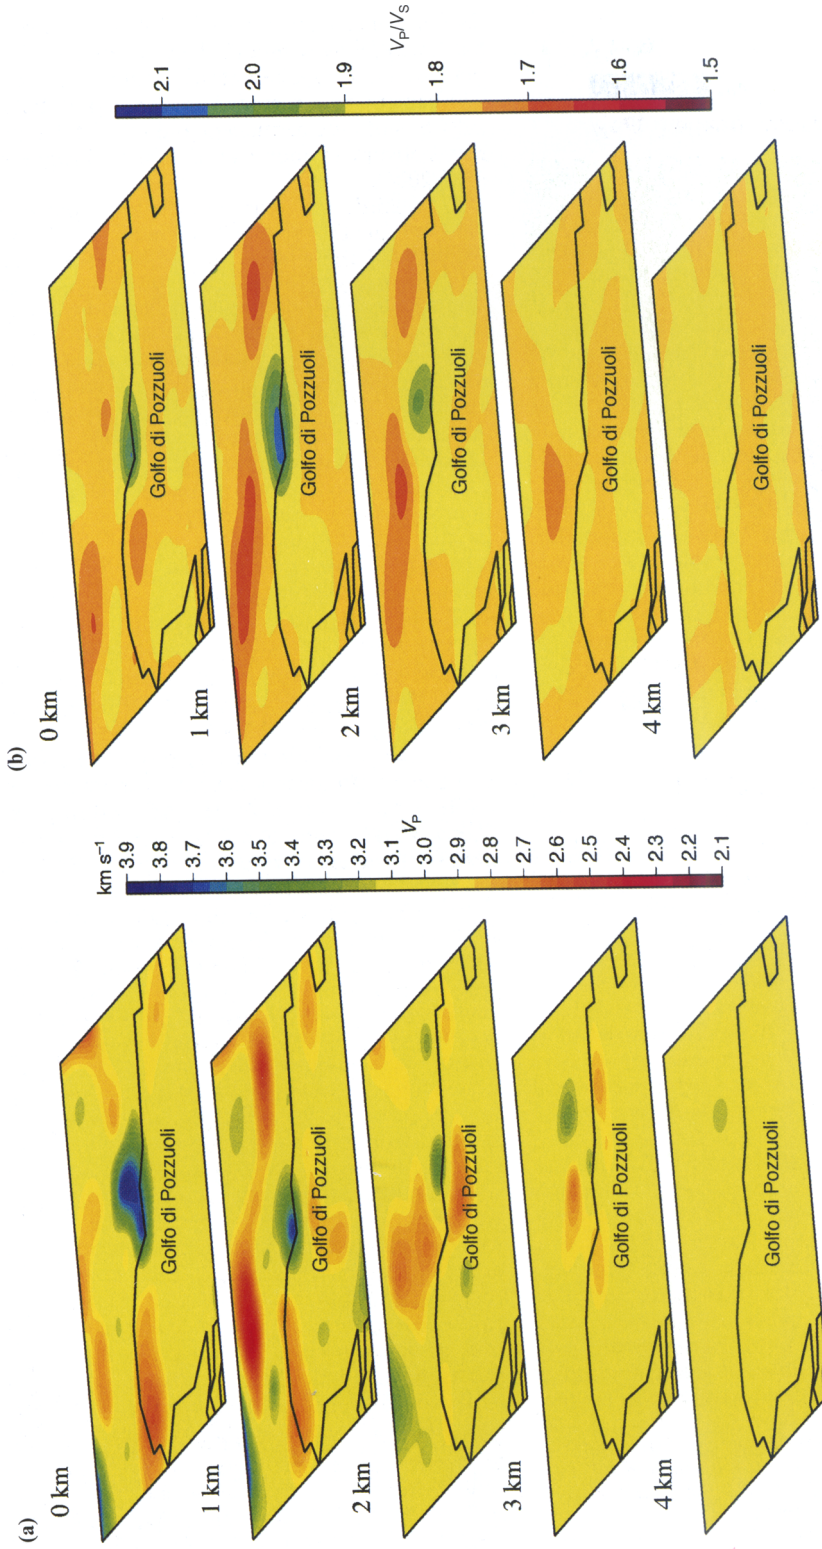 (a)
0 km
Golfo di Pozzuoli
1 km
Golfo di Pozzuoli
2 km
Golfo di Pozzuoli
3 km
Golfo di Pozzuoli
4 km
Golfo di Pozzuoli
km s⁻¹
3.9
3.8
3.7
3.6
3.5
3.4
3.3
3.2
3.1
3.0
2.9
2.8
2.7
2.6
2.5
2.4
2.3
2.2
2.1
VP
(b)
0 km
Golfo di Pozzuoli
1 km
Golfo di Pozzuoli
2 km
Golfo di Pozzuoli
3 km
Golfo di Pozzuoli
4 km
Golfo di Pozzuoli
2.1
2.0
1.9
1.8
1.7
1.6
1.5
VP/VS